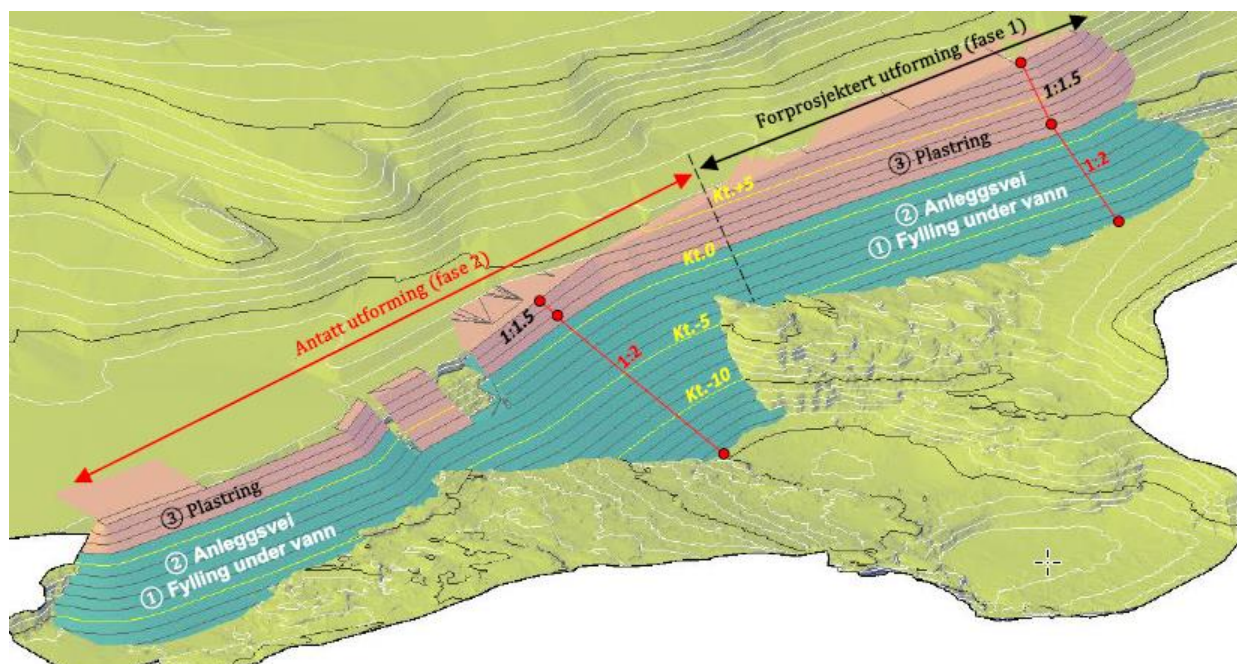 Forprosjektert utforming (fase 1)
1:1.5
③ Plastring
1:2
Kt.+5
② Anleggsvei
① Fylling under vann
Kt.0
Antatt utforming (fase 2)
1:1.5
Kt.-5
1:2
Kt.-10
③ Plastring
② Anleggsvei
① Fylling under vann